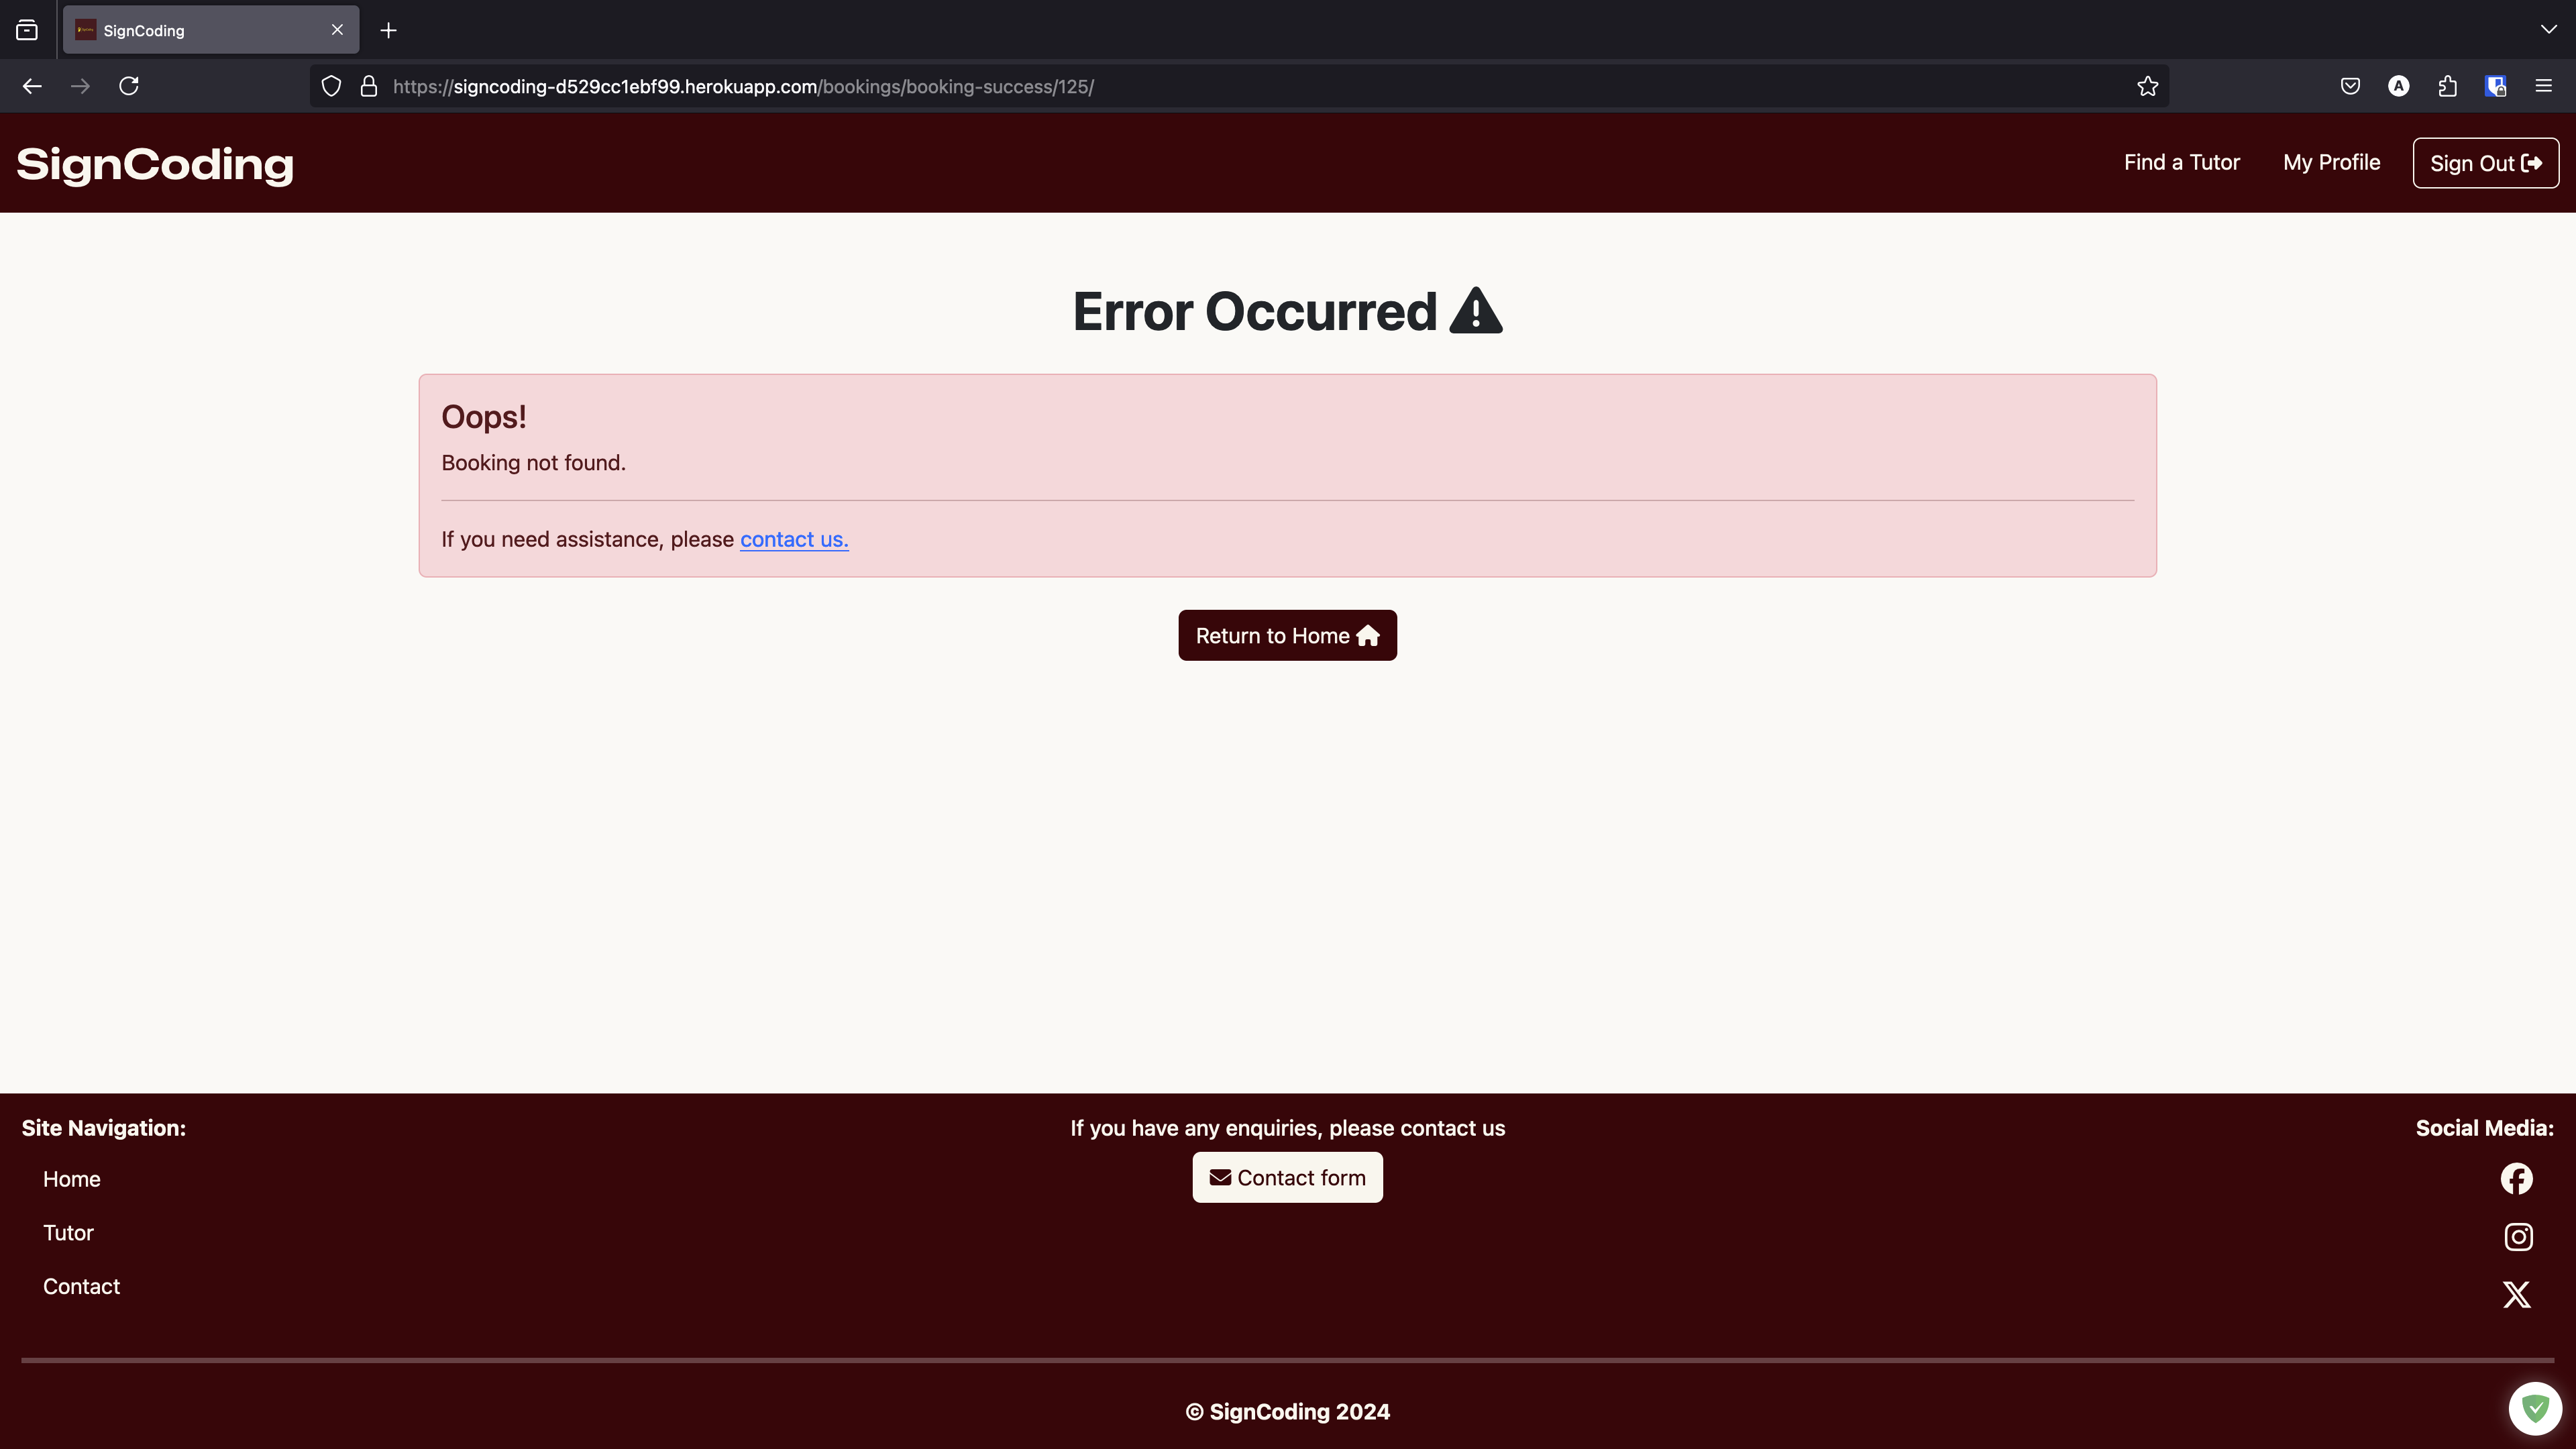 SignCoding
https://signcoding-d529cc1ebf99.herokuapp.com/bookings/booking-success/125/
A
SignCoding
Find a Tutor
My Profile
Sign Out
Error Occurred
Oops!
Booking not found.
If you need assistance, please contact us.
Return to Home
Site Navigation:
Home
Tutor
Contact
If you have any enquiries, please contact us
Contact form
Social Media:
© SignCoding 2024